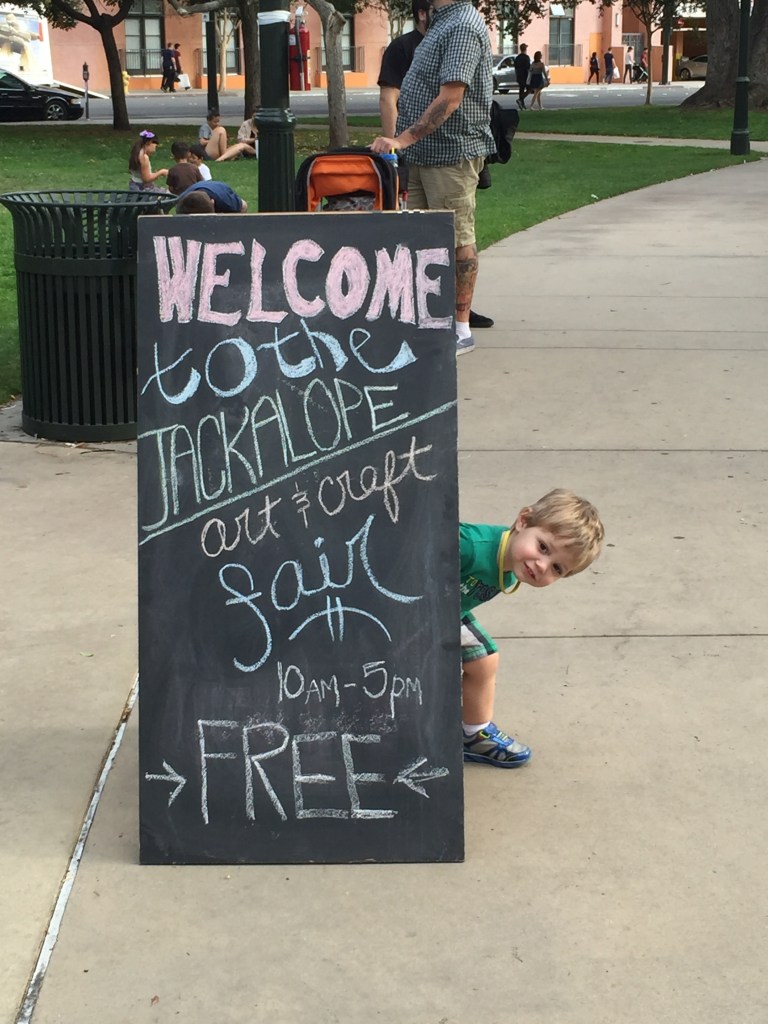 WELCOME
to the
JACKALOPE
art & craft
fair
10AM-5pm
→ FREE ←